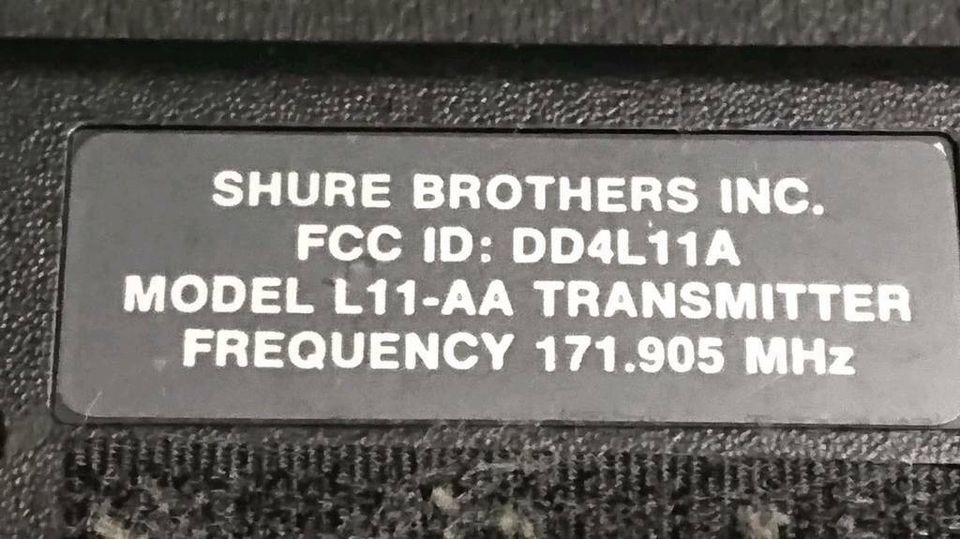 SHURE BROTHERS INC.
FCC ID: DD4L11A
MODEL L11-AA TRANSMITTER
FREQUENCY 171.905 MHz